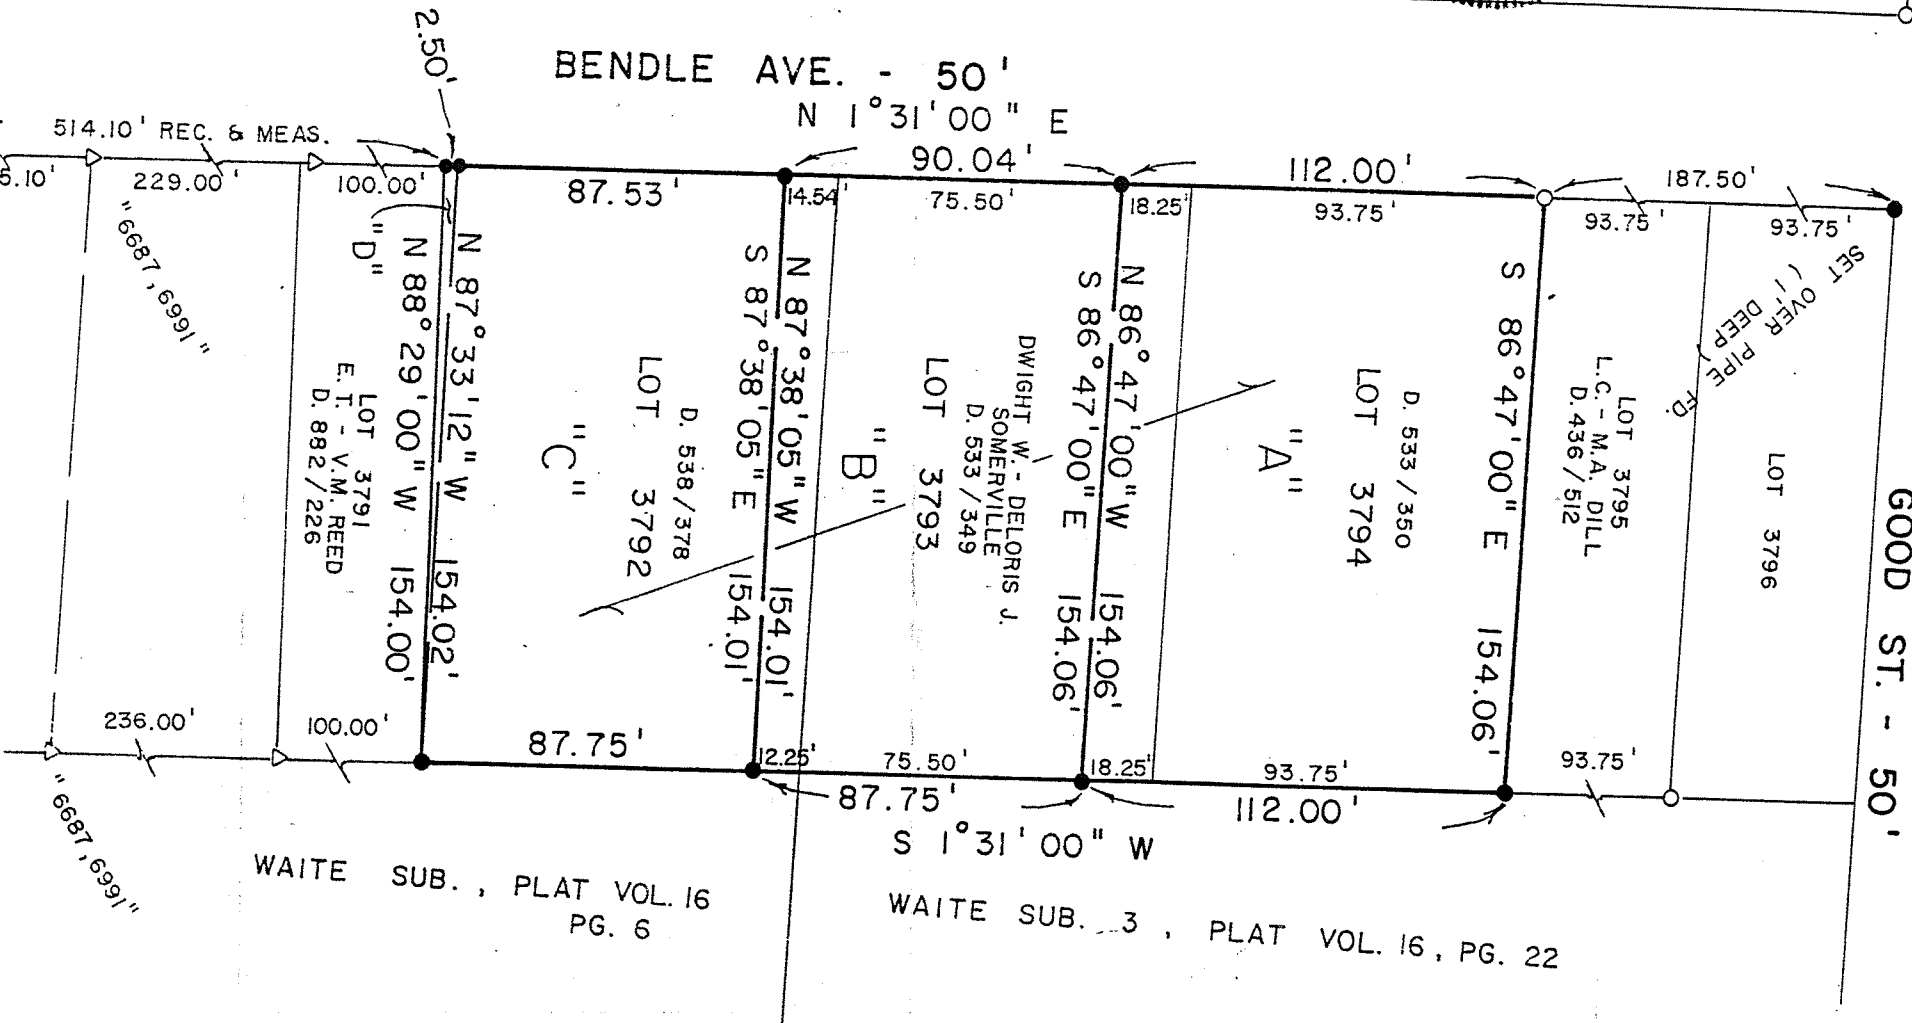 2.50'
BENDLE AVE. - 50'
N 1°31'00" E
514.10' REC. & MEAS.
90.04'
112.00'
187.50'
5.10'
229.00'
100.00'
87.53'
14.54'
75.50'
18.25'
93.75'
93.75'
93.75'
SET OVER PIPE FD.
(1' DEEP)
"6687,6991"
"D"
N 88°29'00" W 154.00'
N 87°33'12" W 154.02'
LOT 3791
E.T. - V.M. REED
D. 882/226
"C"
D. 538/378
LOT 3792
S 87°38'05" E 154.01'
N 87°38'05" W 154.01'
"B"
DWIGHT W. - DELORIS J.
SOMERVILLE
D. 533/349
LOT 3793
S 86°47'00" E 154.06'
N 86°47'00" W 154.06'
"A"
D. 533/350
LOT 3794
S 86°47'00" E 154.06'
LOT 3795
L.C. - M.A. DILL
D. 436/512
LOT 3796
GOOD ST. - 50'
236.00'
100.00'
87.75'
12.25'
75.50'
18.25'
93.75'
93.75'
87.75'
112.00'
S 1°31'00" W
"6687,6991"
WAITE SUB., PLAT VOL. 16
PG. 6
WAITE SUB. 3, PLAT VOL. 16, PG. 22